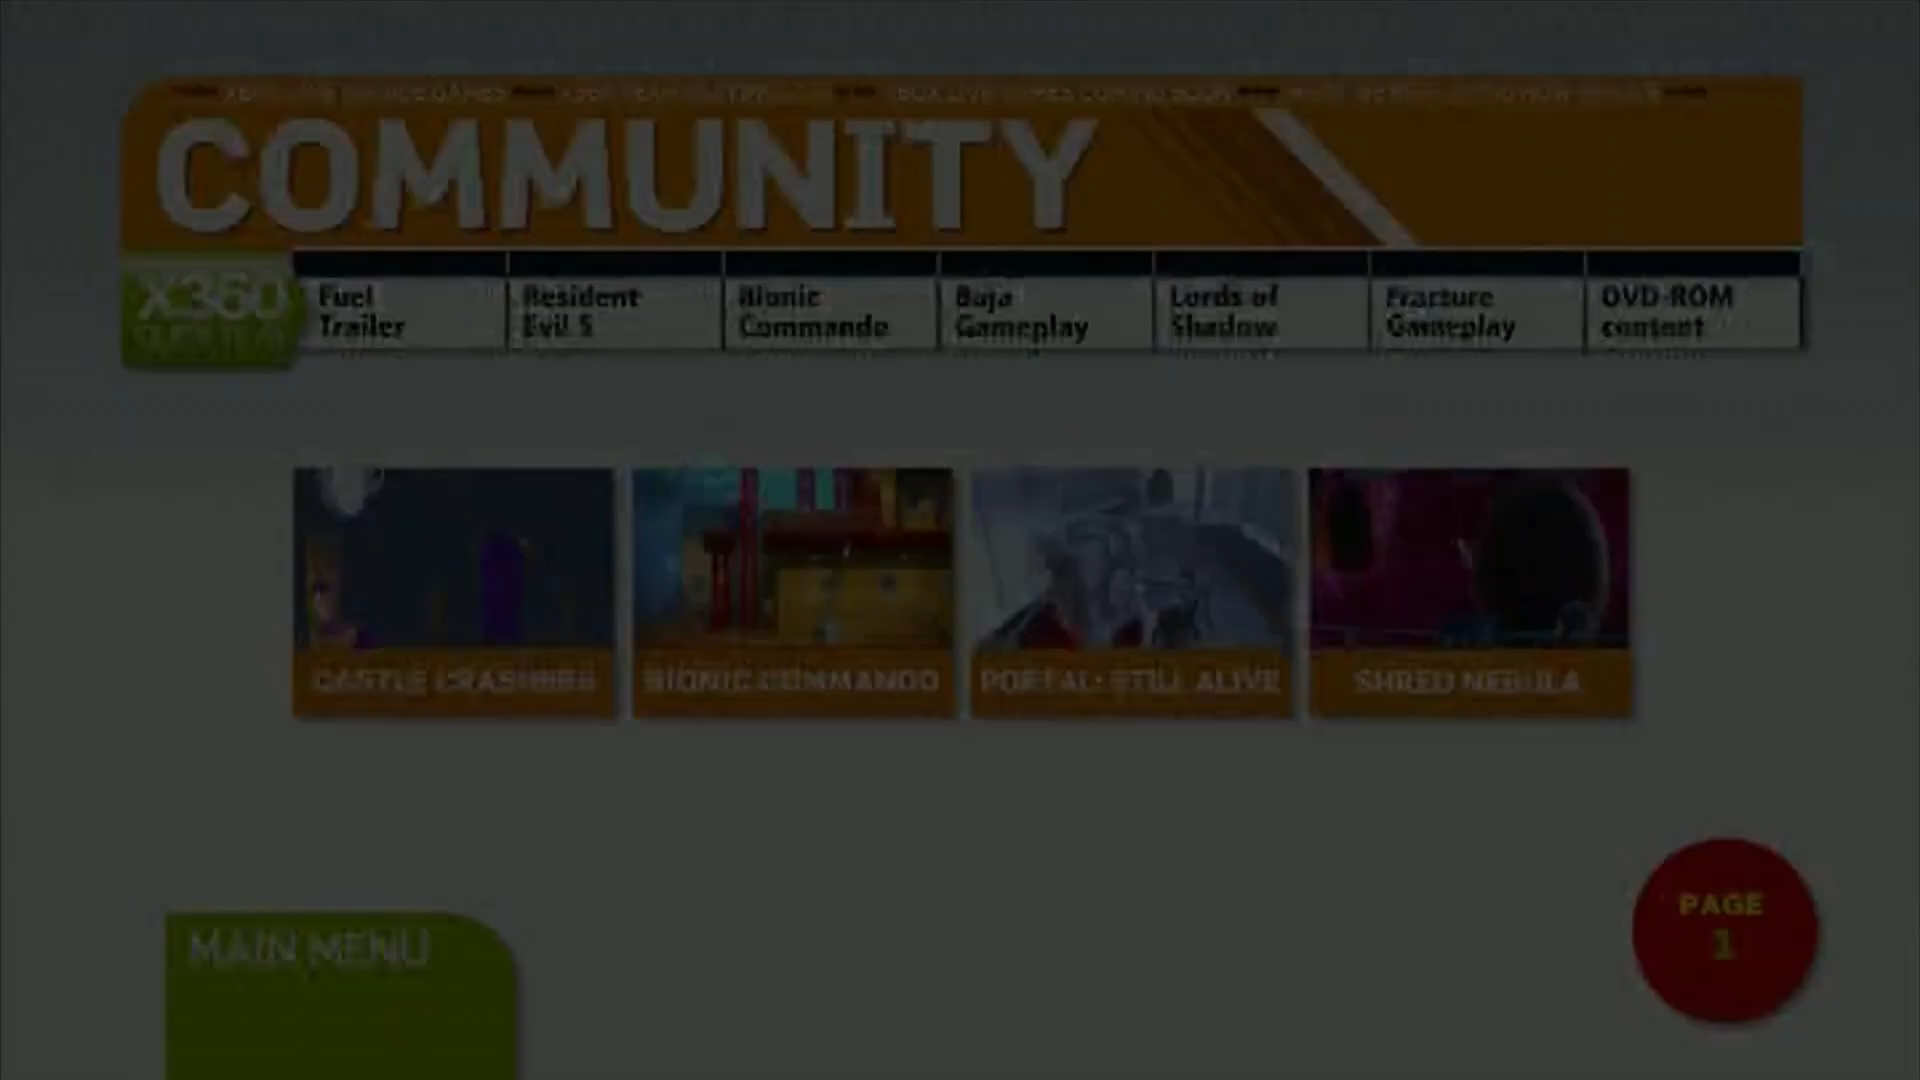 COMMUNITY
X360
Fuel
Trailer
Resident
Evil 5
Bionic
Commando
Baja
Gameplay
Lords of
Shadow
Fracture
Gameplay
DVD-ROM
content
CASTLE CRASHERS
BIONIC COMMANDO
PORTAL: STILL ALIVE
SHRED NEBULA
MAIN MENU
PAGE
1